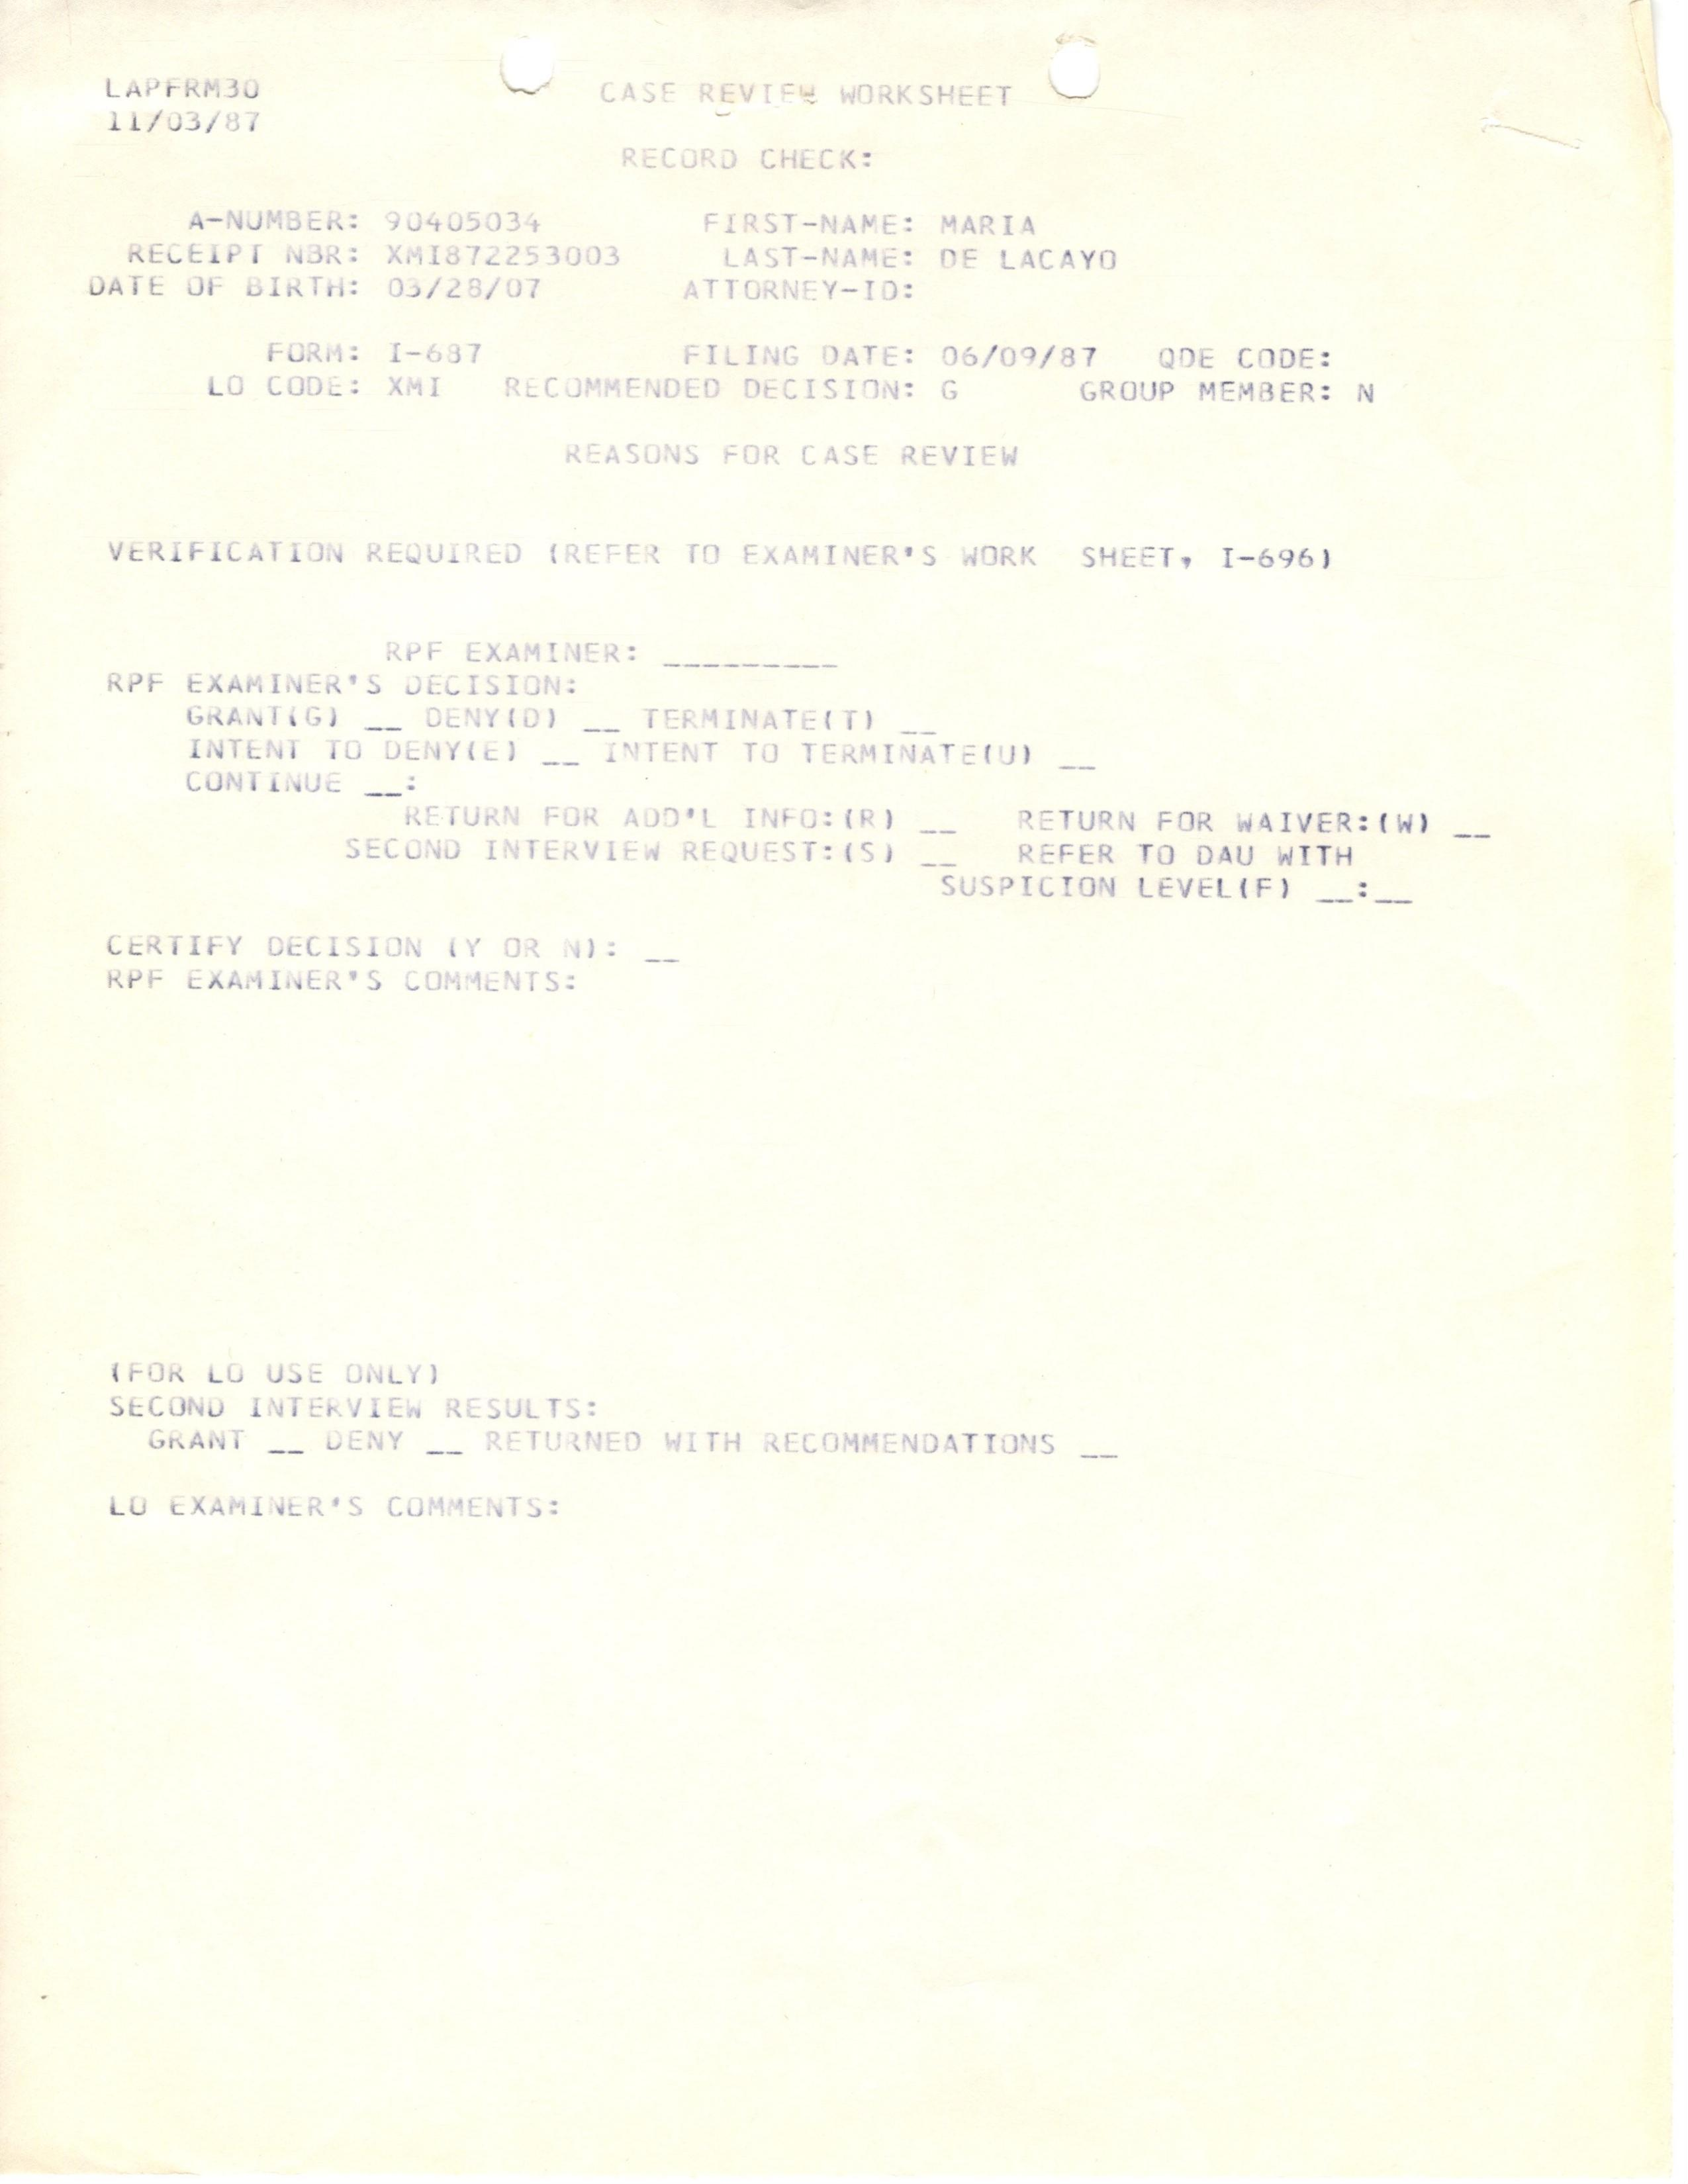 LAPFRM30 CASE REVIEW WORKSHEET
11/03/87
RECORD CHECK:
A-NUMBER: 90405034 FIRST-NAME: MARIA
RECEIPT NBR: XMI872253003 LAST-NAME: DE LACAYO
DATE OF BIRTH: 03/28/07 ATTORNEY-ID:
FORM: I-687 FILING DATE: 06/09/87 QDE CODE:
LO CODE: XMI RECOMMENDED DECISION: G GROUP MEMBER: N
REASONS FOR CASE REVIEW
VERIFICATION REQUIRED (REFER TO EXAMINER'S WORK SHEET, I-696)
RPF EXAMINER: _________
RPF EXAMINER'S DECISION:
GRANT(G) __ DENY(D) __ TERMINATE(T) __
INTENT TO DENY(E) __ INTENT TO TERMINATE(U) __
CONTINUE __:
RETURN FOR ADD'L INFO:(R) __ RETURN FOR WAIVER:(W) __
SECOND INTERVIEW REQUEST:(S) __ REFER TO DAU WITH
SUSPICION LEVEL(F) __:__
CERTIFY DECISION (Y OR N): __
RPF EXAMINER'S COMMENTS:
(FOR LO USE ONLY)
SECOND INTERVIEW RESULTS:
GRANT __ DENY __ RETURNED WITH RECOMMENDATIONS __
LO EXAMINER'S COMMENTS: